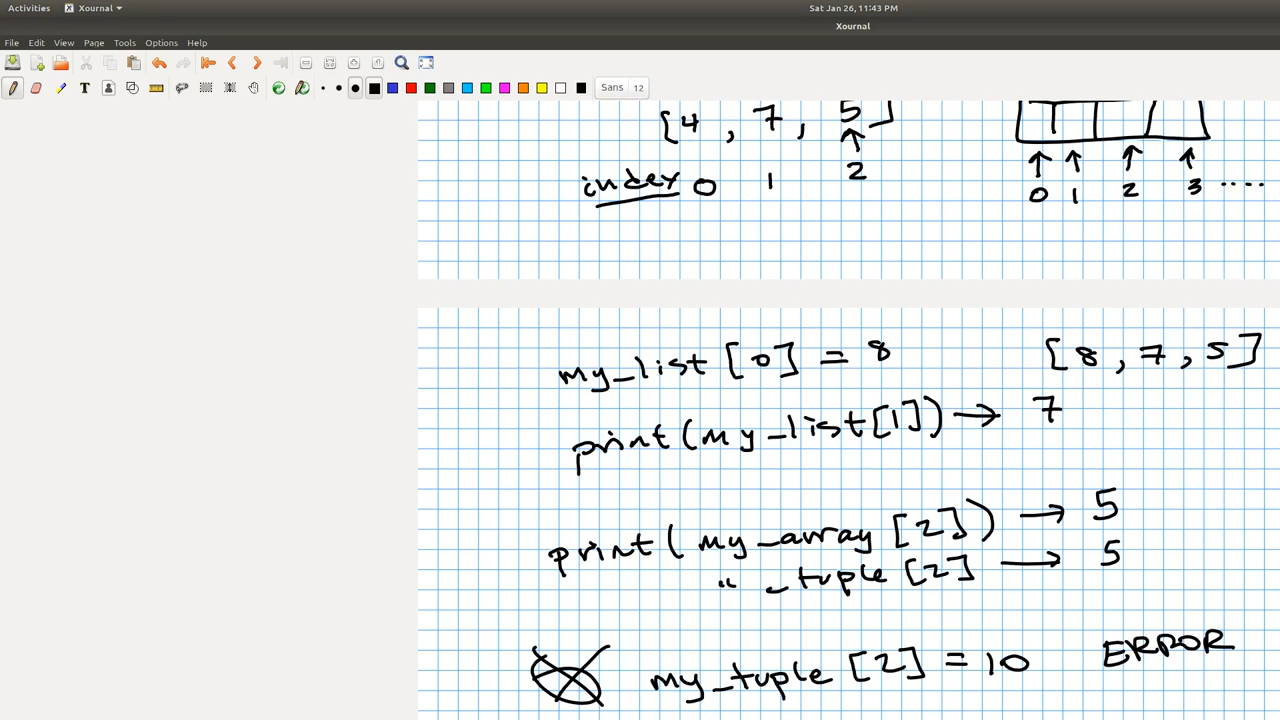 Activities Xournal Sat Jan 26, 11:43 PM
Xournal
File Edit View Page Tools Options Help
T Sans 12
[4 , 7 , 5]
index 0 1 2
0 1 2 3 ....
my_list [0] = 8 [8, 7, 5]
print(my_list[1]) → 7
print(my_array [2]) → 5
" _tuple [2] → 5
my_tuple [2] = 10 ERROR